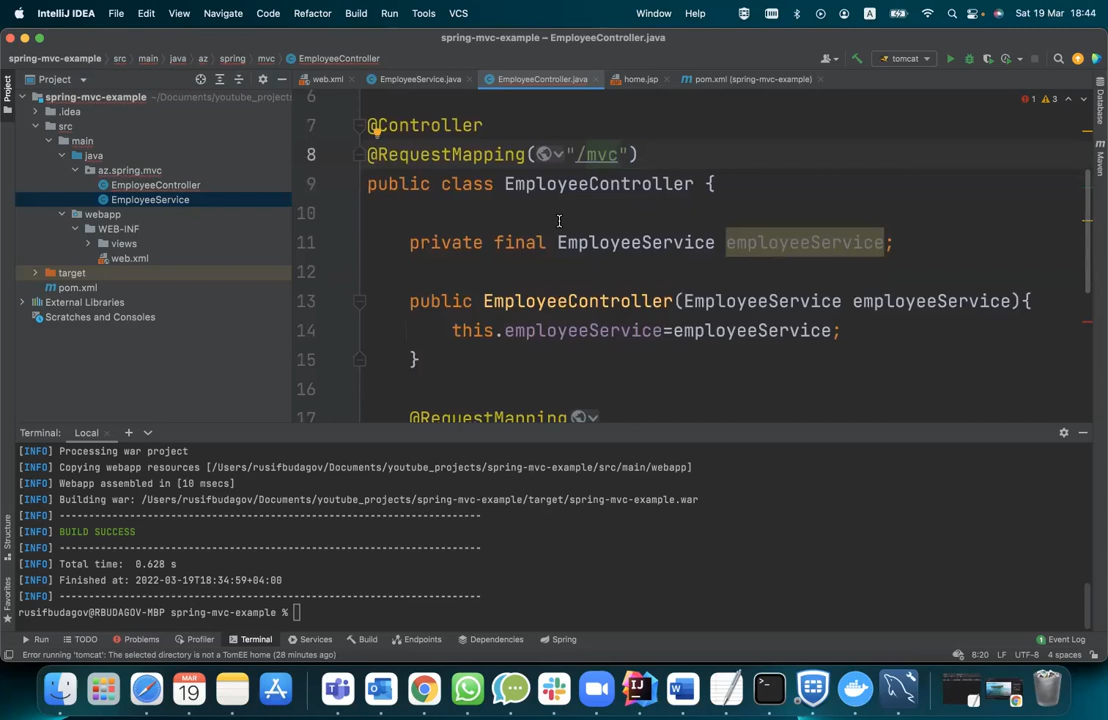 IntelliJ IDEA File Edit View Navigate Code Refactor Build Run Tools VCS Window Help A Sat 19 Mar 18:44
spring-mvc-example – EmployeeController.java
spring-mvc-example src main java az spring mvc EmployeeController tomcat
Project web.xml EmployeeService.java EmployeeController.java home.jsp pom.xml (spring-mvc-example)
Project
Database
Maven
Structure
Favorites
spring-mvc-example ~/Documents/youtube_projects
.idea
src
main
java
az.spring.mvc
EmployeeController
EmployeeService
webapp
WEB-INF
views
web.xml
target
pom.xml
External Libraries
Scratches and Consoles
1 3
6
7 @Controller
8 @RequestMapping("/mvc")
9 public class EmployeeController {
10
11 private final EmployeeService employeeService;
12
13 public EmployeeController(EmployeeService employeeService){
14 this.employeeService=employeeService;
15 }
16
17 @RequestMapping
Terminal: Local
[INFO] Processing war project
[INFO] Copying webapp resources [/Users/rusifbudagov/Documents/youtube_projects/spring-mvc-example/src/main/webapp]
[INFO] Webapp assembled in [10 msecs]
[INFO] Building war: /Users/rusifbudagov/Documents/youtube_projects/spring-mvc-example/target/spring-mvc-example.war
[INFO] ------------------------------------------------------------------------
[INFO] BUILD SUCCESS
[INFO] ------------------------------------------------------------------------
[INFO] Total time:  0.628 s
[INFO] Finished at: 2022-03-19T18:34:59+04:00
[INFO] ------------------------------------------------------------------------
rusifbudagov@RBUDAGOV-MBP spring-mvc-example %
Run TODO Problems Profiler Terminal Services Build Endpoints Dependencies Spring 1 Event Log
Error running 'tomcat': The selected directory is not a TomEE home (28 minutes ago) 8:20 LF UTF-8 4 spaces
MAR
19